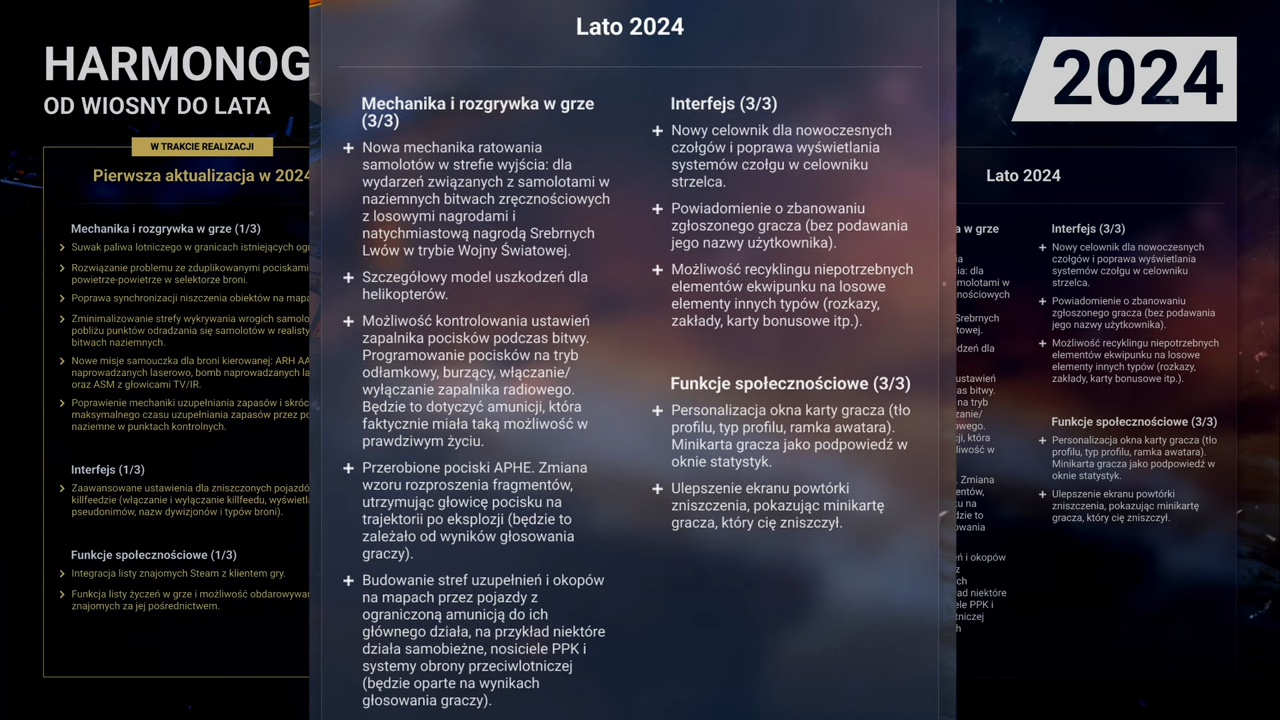 HARMONOG
OD WIOSNY DO LATA
2024
W TRAKCIE REALIZACJI
Pierwsza aktualizacja w 2024
Mechanika i rozgrywka w grze (1/3)
Suwak paliwa lotniczego w granicach istniejących
Rozwiązanie problemu ze zduplikowanymi pociskami
powietrze-powietrze w selektorze broni.
Poprawa synchronizacji niszczenia obiektów na
Zminimalizowanie strefy wykrywania wrogich
pobliżu punktów odradzania się samolotów w
bitwach naziemnych.
Nowe misje samouczka dla broni kierowanej: ARH
naprowadzanych laserowo, bomb naprowadzanych
oraz ASM z głowicami TV/IR.
Poprawienie mechaniki uzupełniania zapasów i
maksymalnego czasu uzupełniania zapasów przez
naziemne w punktach kontrolnych.
Interfejs (1/3)
Zaawansowane ustawienia dla zniszczonych
killfeedzie (włączanie i wyłączanie killfeedu,
pseudonimów, nazw dywizjonów i typów broni).
Funkcje społecznościowe (1/3)
Integracja listy znajomych Steam z klientem gry.
Funkcja listy życzeń w grze i możliwość
znajomych za jej pośrednictwem.
Lato 2024
Mechanika i rozgrywka w grze
(3/3)
+ Nowa mechanika ratowania
samolotów w strefie wyjścia: dla
wydarzeń związanych z samolotami w
naziemnych bitwach zręcznościowych
z losowymi nagrodami i
natychmiastową nagrodą Srebrnych
Lwów w trybie Wojny Światowej.
+ Szczegółowy model uszkodzeń dla
helikopterów.
+ Możliwość kontrolowania ustawień
zapalnika pocisków podczas bitwy.
Programowanie pocisków na tryb
odłamkowy, burzący, włączanie/
wyłączanie zapalnika radiowego.
Będzie to dotyczyć amunicji, która
faktycznie miała taką możliwość w
prawdziwym życiu.
+ Przerobione pociski APHE. Zmiana
wzoru rozproszenia fragmentów,
utrzymując głowicę pocisku na
trajektorii po eksplozji (będzie to
zależało od wyników głosowania
graczy).
+ Budowanie stref uzupełnień i okopów
na mapach przez pojazdy z
ograniczoną amunicją do ich
głównego działa, na przykład niektóre
działa samobieżne, nosiciele PPK i
systemy obrony przeciwlotniczej
(będzie oparte na wynikach
głosowania graczy).
Interfejs (3/3)
+ Nowy celownik dla nowoczesnych
czołgów i poprawa wyświetlania
systemów czołgu w celowniku
strzelca.
+ Powiadomienie o zbanowaniu
zgłoszonego gracza (bez podawania
jego nazwy użytkownika).
+ Możliwość recyklingu niepotrzebnych
elementów ekwipunku na losowe
elementy innych typów (rozkazy,
zakłady, karty bonusowe itp.).
Funkcje społecznościowe (3/3)
+ Personalizacja okna karty gracza (tło
profilu, typ profilu, ramka awatara).
Minikarta gracza jako podpowiedź w
oknie statystyk.
+ Ulepszenie ekranu powtórki
zniszczenia, pokazując minikartę
gracza, który cię zniszczył.
Lato 2024
Interfejs (3/3)
+ Nowy celownik dla nowoczesnych
czołgów i poprawa wyświetlania
systemów czołgu w celowniku
strzelca.
+ Powiadomienie o zbanowaniu
zgłoszonego gracza (bez podawania
jego nazwy użytkownika).
+ Możliwość recyklingu niepotrzebnych
elementów ekwipunku na losowe
elementy innych typów (rozkazy,
zakłady, karty bonusowe itp.).
Funkcje społecznościowe (3/3)
+ Personalizacja okna karty gracza (tło
profilu, typ profilu, ramka awatara).
Minikarta gracza jako podpowiedź w
oknie statystyk.
+ Ulepszenie ekranu powtórki
zniszczenia, pokazując minikartę
gracza, który cię zniszczył.